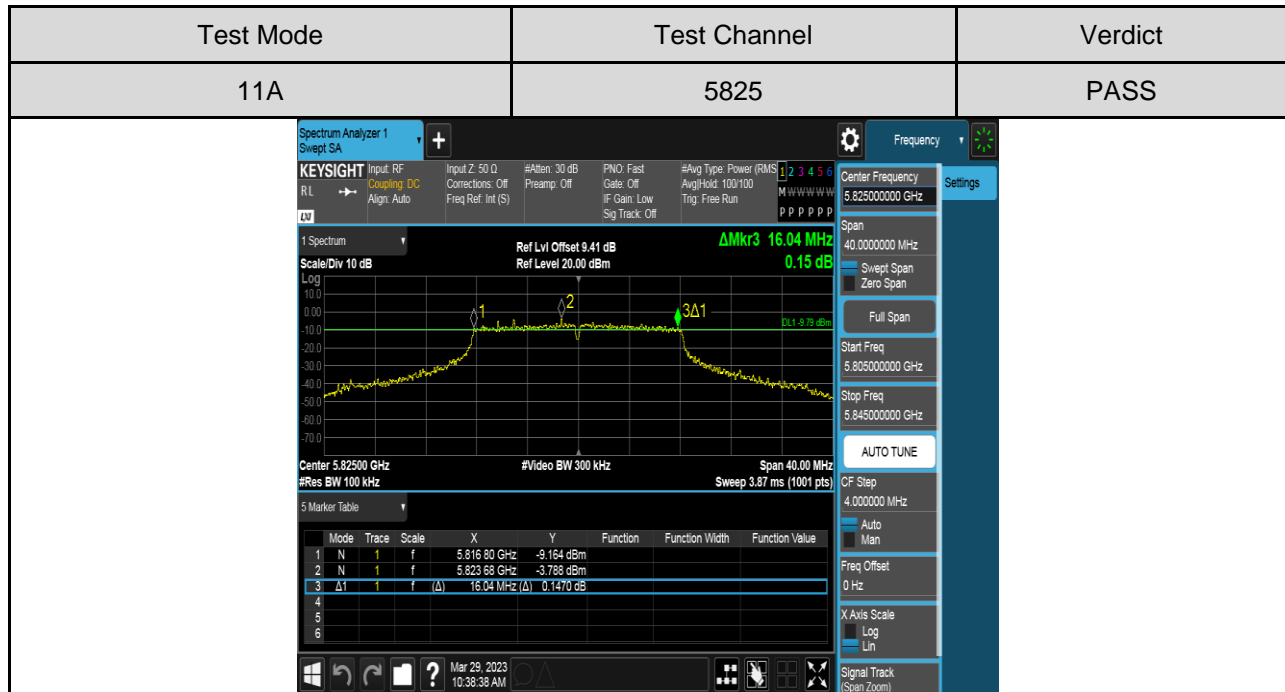 Test Mode Test Channel Verdict
11A 5825 PASS
Spectrum Analyzer 1
Swept SA
+
Frequency
KEYSIGHT
RL
LXI
Input: RF
Coupling: DC
Align: Auto
Input Z: 50 Ω
Corrections: Off
Freq Ref: Int (S)
#Atten: 30 dB
Preamp: Off
PNO: Fast
Gate: Off
IF Gain: Low
Sig Track: Off
#Avg Type: Power (RMS
Avg|Hold: 100/100
Trig: Free Run
1 2 3 4 5 6
M W W W W W
P P P P P P
1 Spectrum
Scale/Div 10 dB
Ref Lvl Offset 9.41 dB
Ref Level 20.00 dBm
ΔMkr3 16.04 MHz
0.15 dB
Log
10.0
0.00
-10.0
-20.0
-30.0
-40.0
-50.0
-60.0
-70.0
1
2
3Δ1
DL1 -9.79 dBm
Center 5.82500 GHz
#Res BW 100 kHz
#Video BW 300 kHz
Span 40.00 MHz
Sweep 3.87 ms (1001 pts)
5 Marker Table
Mode Trace Scale X Y Function Function Width Function Value
1 N 1 f 5.816 80 GHz -9.164 dBm
2 N 1 f 5.823 68 GHz -3.788 dBm
3 Δ1 1 f (Δ) 16.04 MHz (Δ) 0.1470 dB
4
5
6
?
Mar 29, 2023
10:38:38 AM
Center Frequency
5.825000000 GHz
Settings
Span
40.0000000 MHz
Swept Span
Zero Span
Full Span
Start Freq
5.805000000 GHz
Stop Freq
5.845000000 GHz
AUTO TUNE
CF Step
4.000000 MHz
Auto
Man
Freq Offset
0 Hz
X Axis Scale
Log
Lin
Signal Track
(Span Zoom)